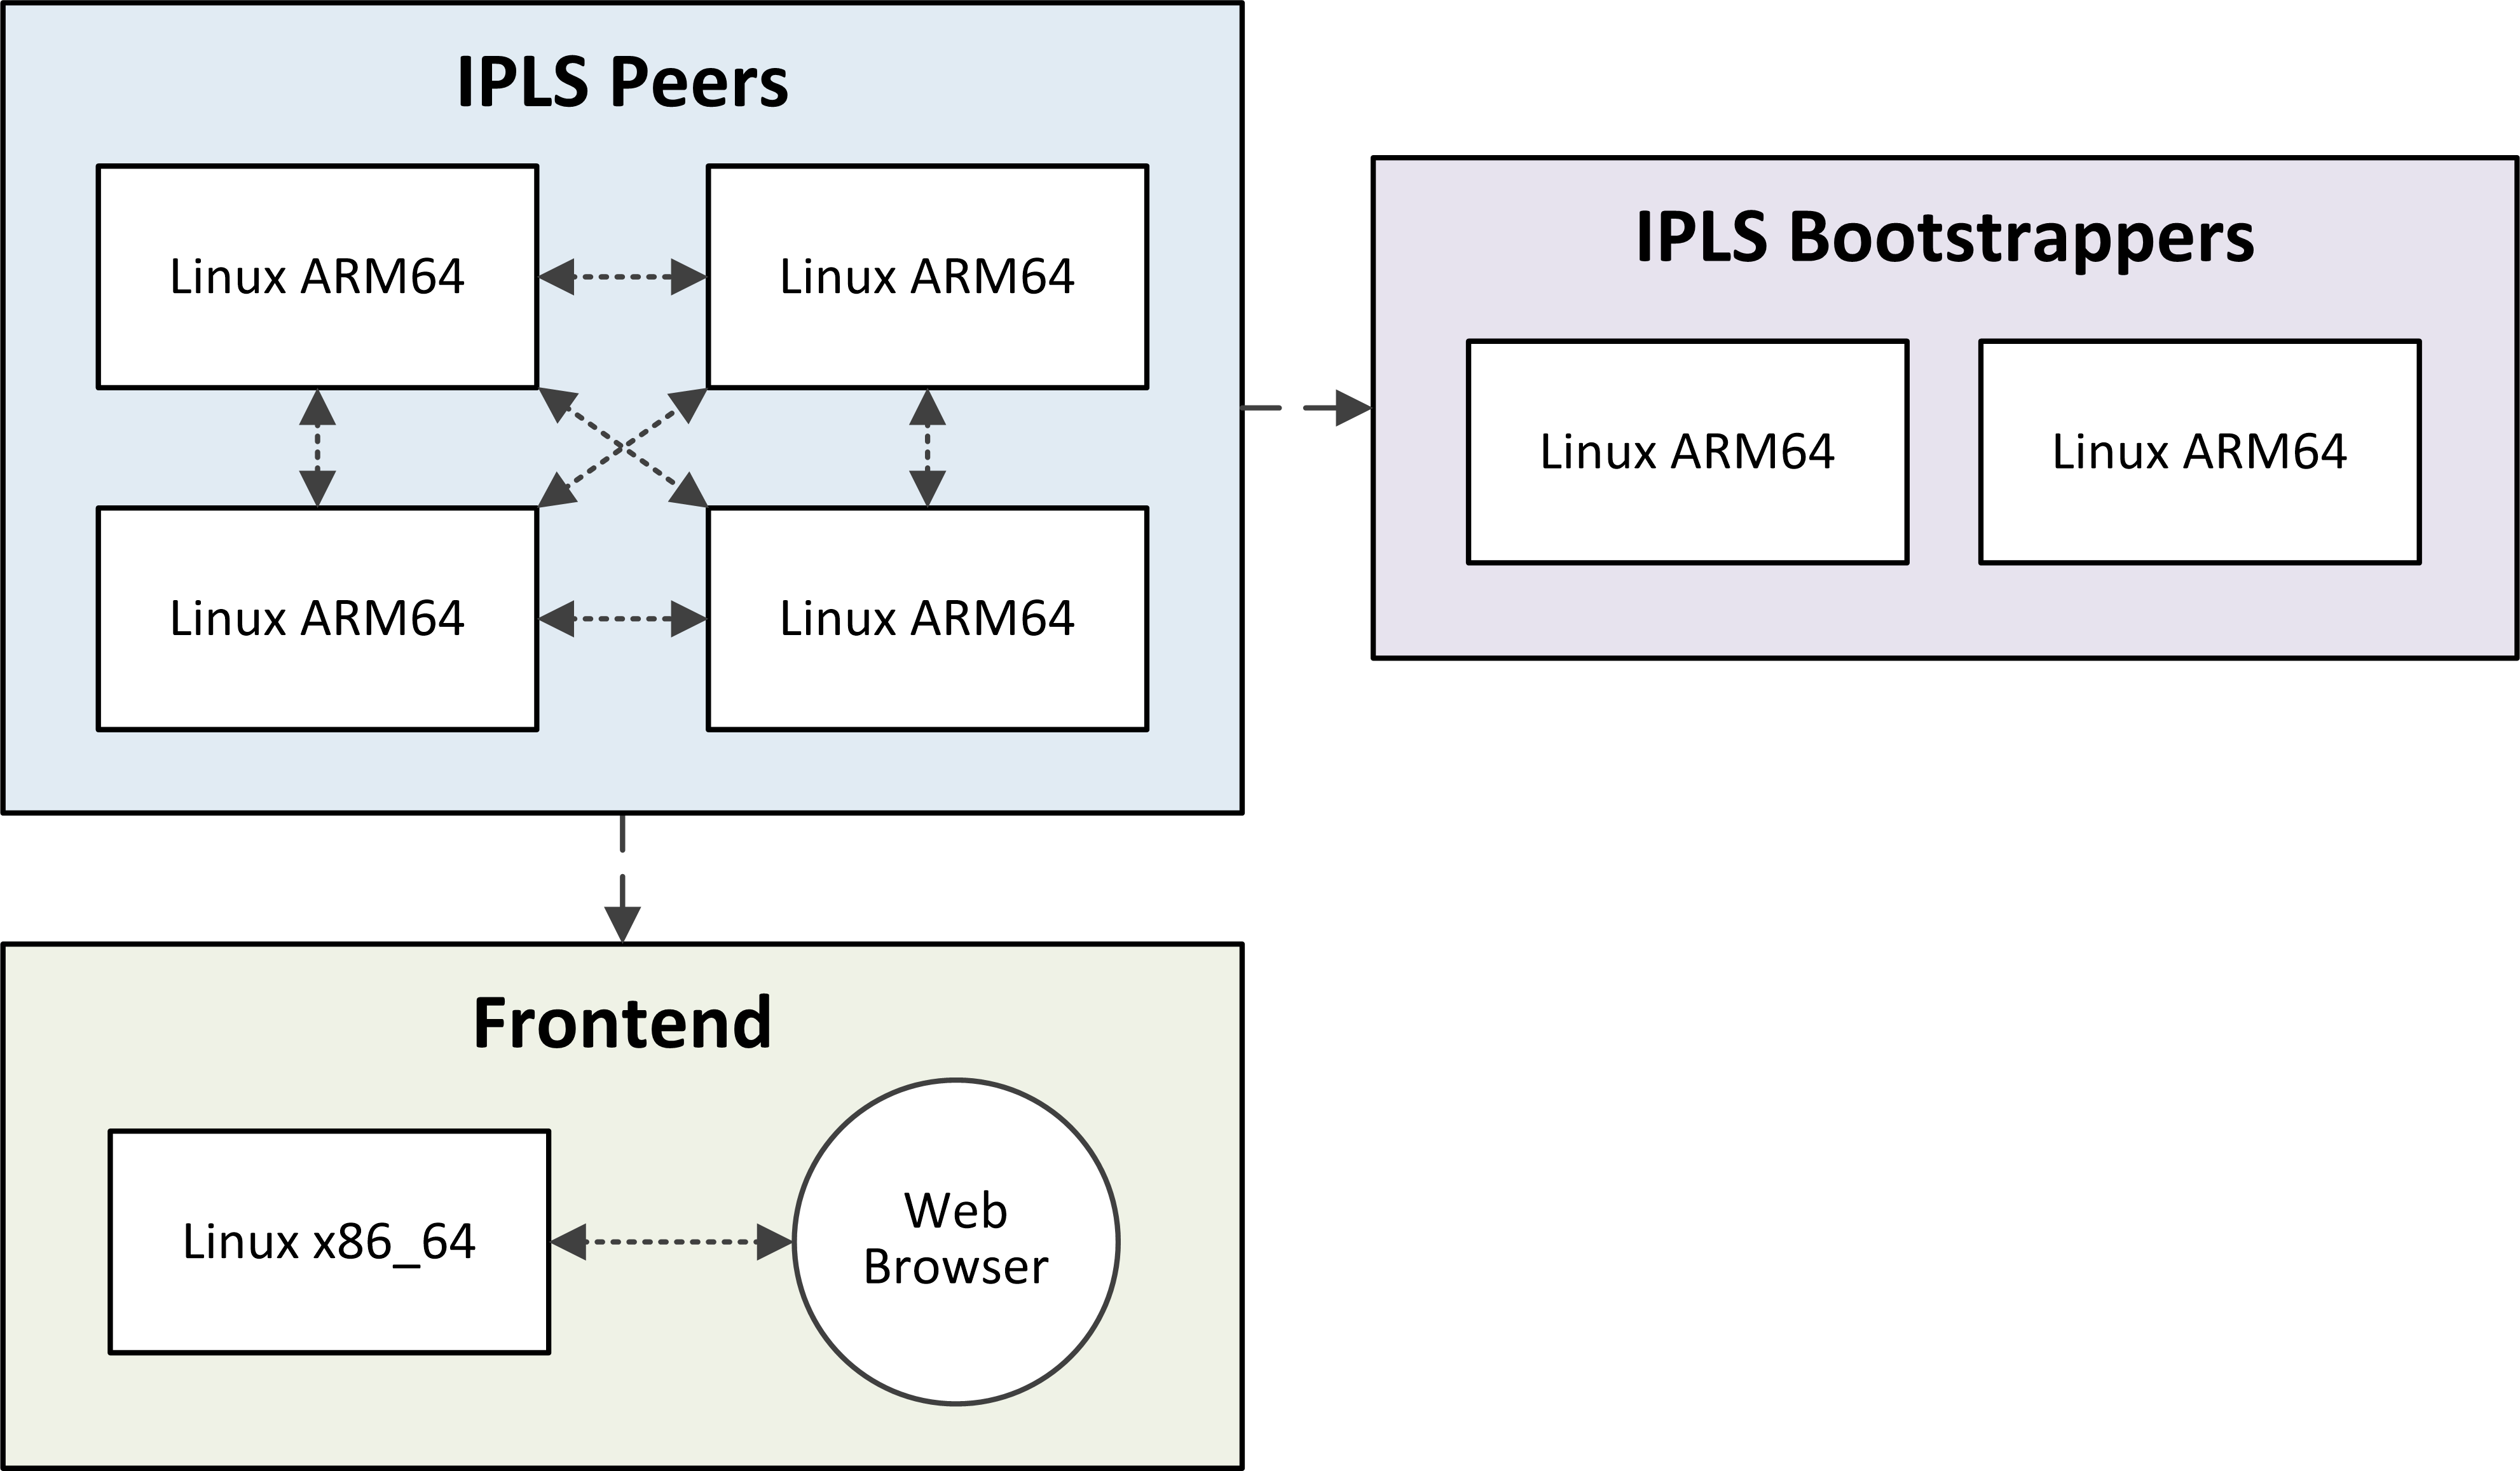 IPLS Peers
Linux ARM64
Linux ARM64
Linux ARM64
Linux ARM64
IPLS Bootstrappers
Linux ARM64
Linux ARM64
Frontend
Linux x86_64
Web
Browser